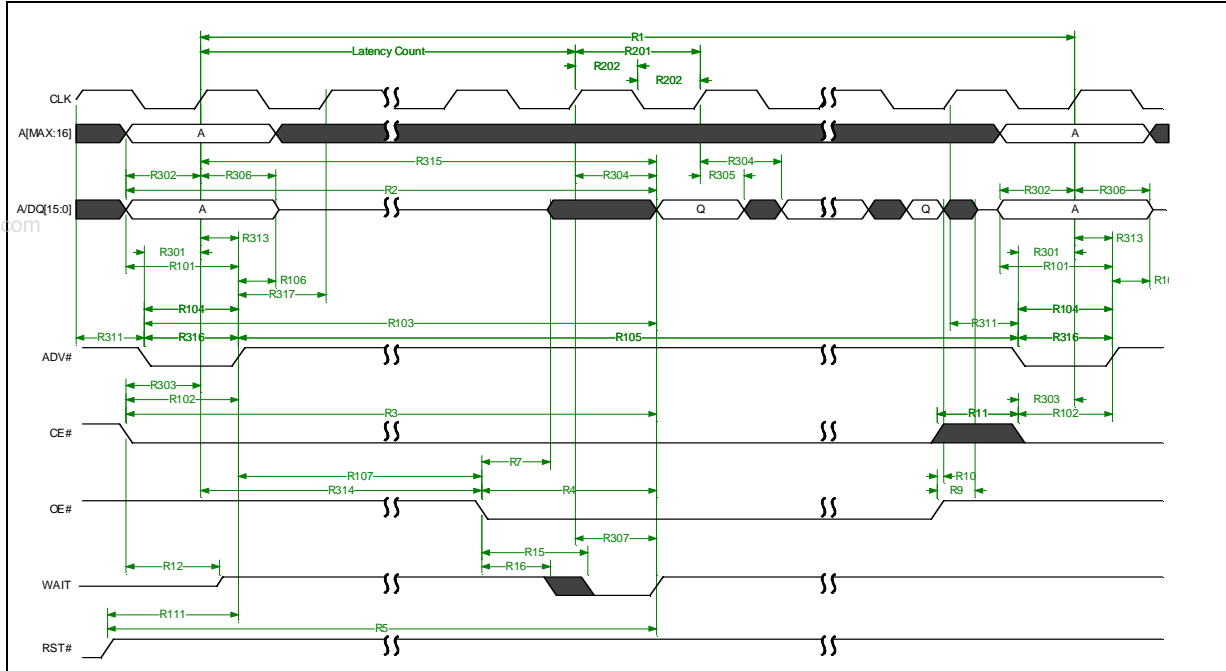 R1
Latency Count
R201
R202
R202
CLK
A[MAX:16]
A
A
R315
R304
R302
R306
R304
R305
R302
R306
R2
A/DQ[15:0]
A
Q
Q
A
com
R313
R313
R301
R301
R101
R101
R106
R317
R104
R104
R103
R311
R311
R316
R105
R316
ADV#
R303
R102
R3
R303
R11
R102
CE#
R7
R107
R10
R314
R4
R9
OE#
R307
R15
R12
R16
WAIT
R111
R5
RST#